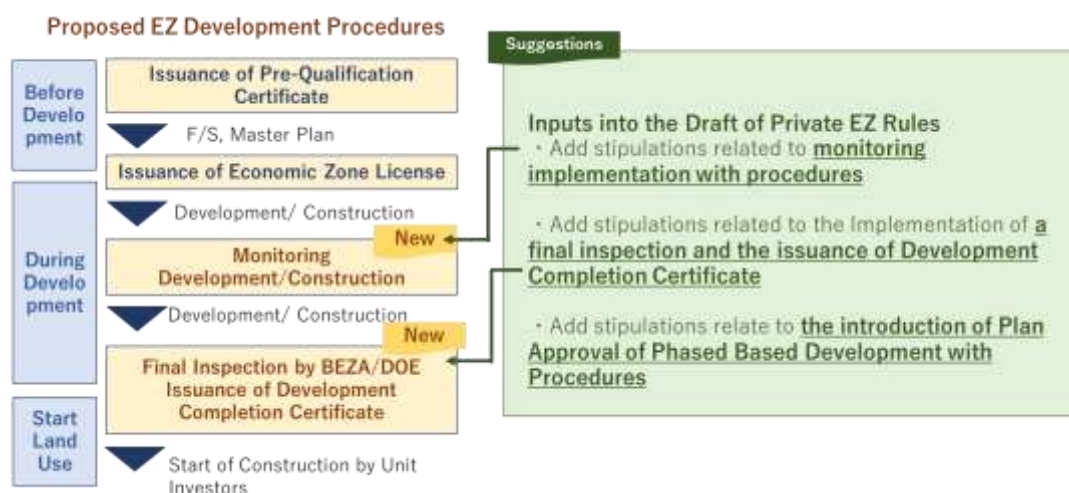 Proposed EZ Development Procedures
Before
Develo
pment
Issuance of Pre-Qualification
Certificate
F/S, Master Plan
Issuance of Economic Zone License
During
Develo
pment
Development/ Construction
New
Monitoring
Development/Construction
Development/ Construction
New
Final Inspection by BEZA/DOE
Issuance of Development
Completion Certificate
Start
Land
Use
Start of Construction by Unit
Investors
Suggestions
Inputs into the Draft of Private EZ Rules
・Add stipulations related to monitoring
implementation with procedures
・Add stipulations related to the Implementation of a
final inspection and the issuance of Development
Completion Certificate
・Add stipulations relate to the introduction of Plan
Approval of Phased Based Development with
Procedures